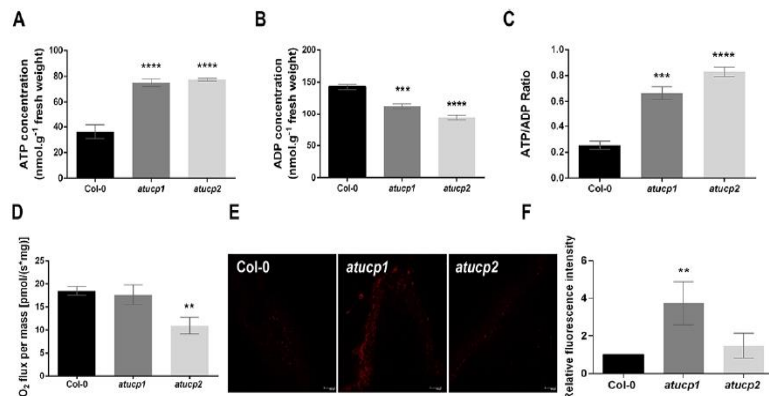 A
ATP concentration
(nmol.g⁻¹ fresh weight)
100
80
60
40
20
0
****
****
Col-0
atucp1
atucp2
B
ADP concentration
(nmol.g⁻¹ fresh weight)
200
150
100
50
0
***
****
Col-0
atucp1
atucp2
C
ATP/ADP Ratio
1.0
0.8
0.6
0.4
0.2
0.0
***
****
Col-0
atucp1
atucp2
D
O₂ flux per mass [pmol/(s*mg)]
25
20
15
10
5
0
**
Col-0
atucp1
atucp2
E
Col-0
atucp1
atucp2
F
Relative fluorescence intensity
6
4
2
0
**
Col-0
atucp1
atucp2